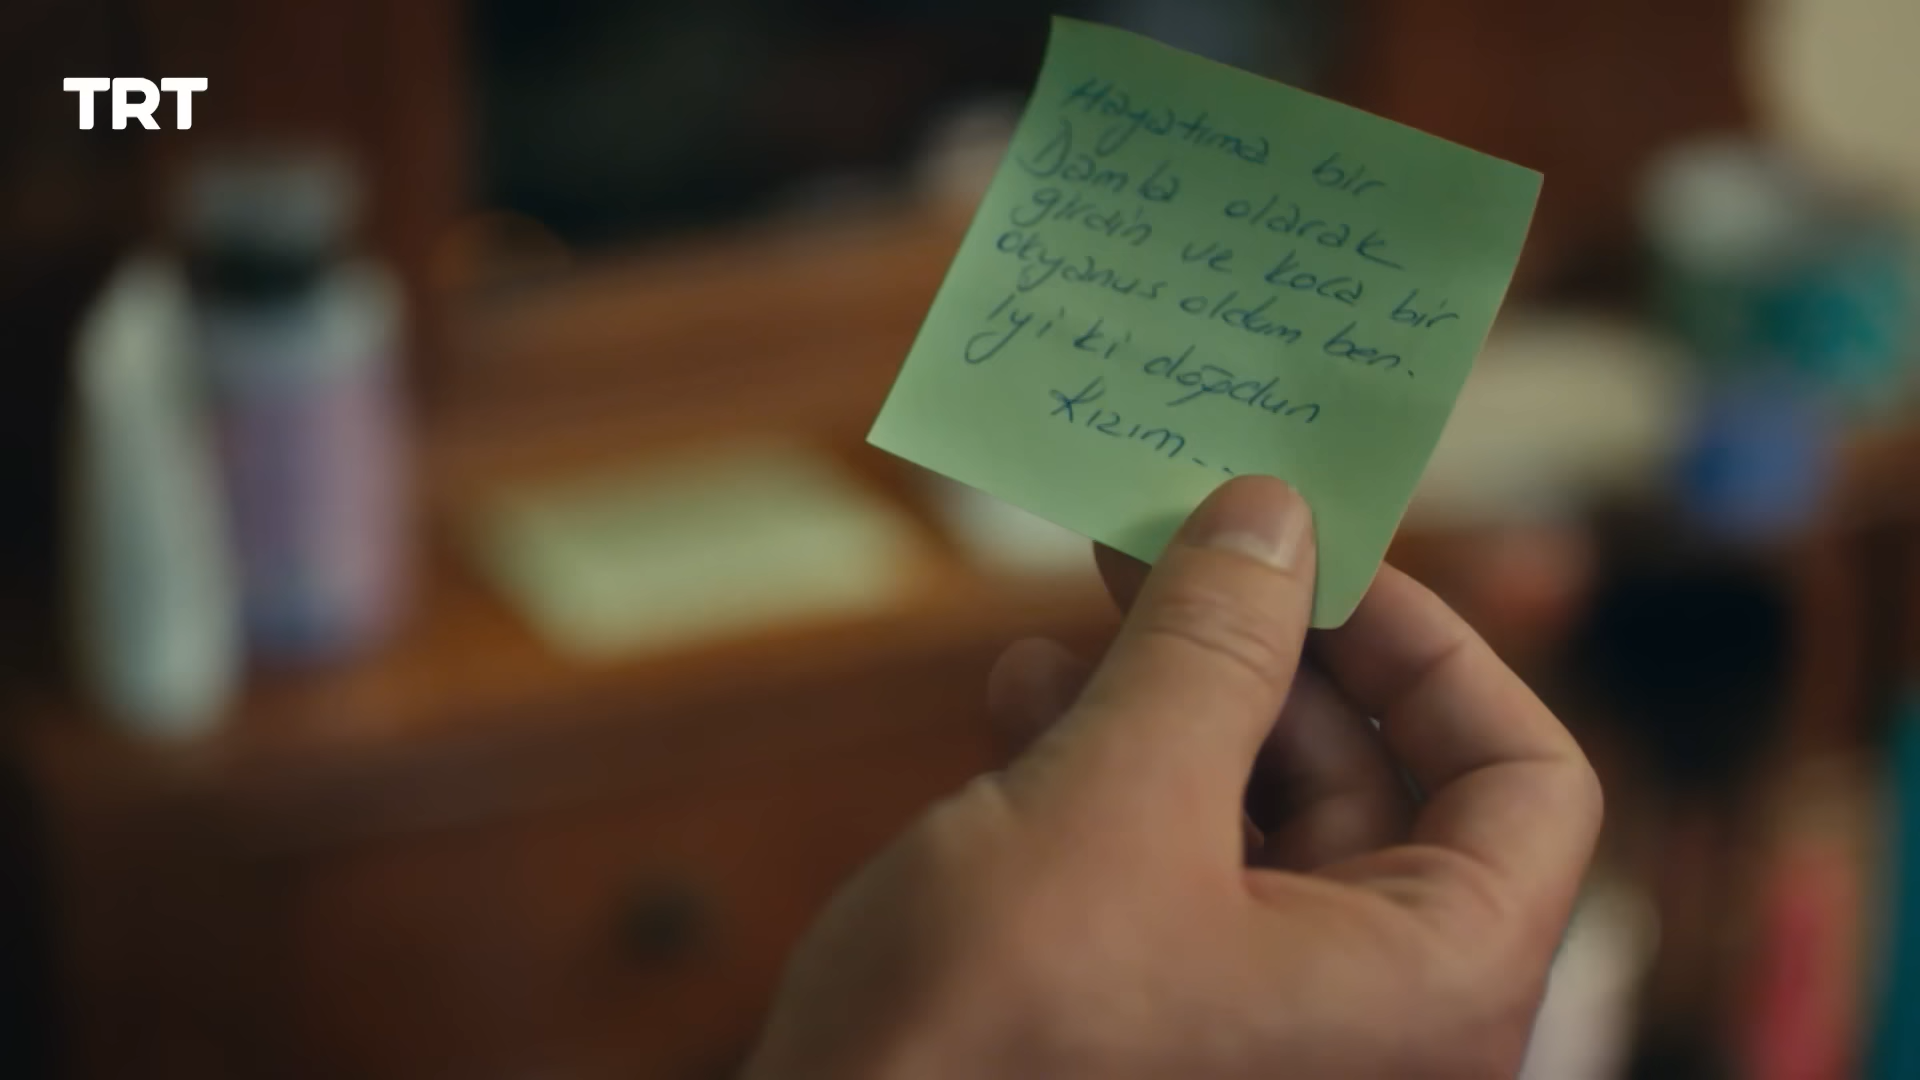 TRT
Hayatıma bir
Damla olarak
girdin ve koca bir
okyanus oldum ben.
İyi ki doğdun
Kızım...